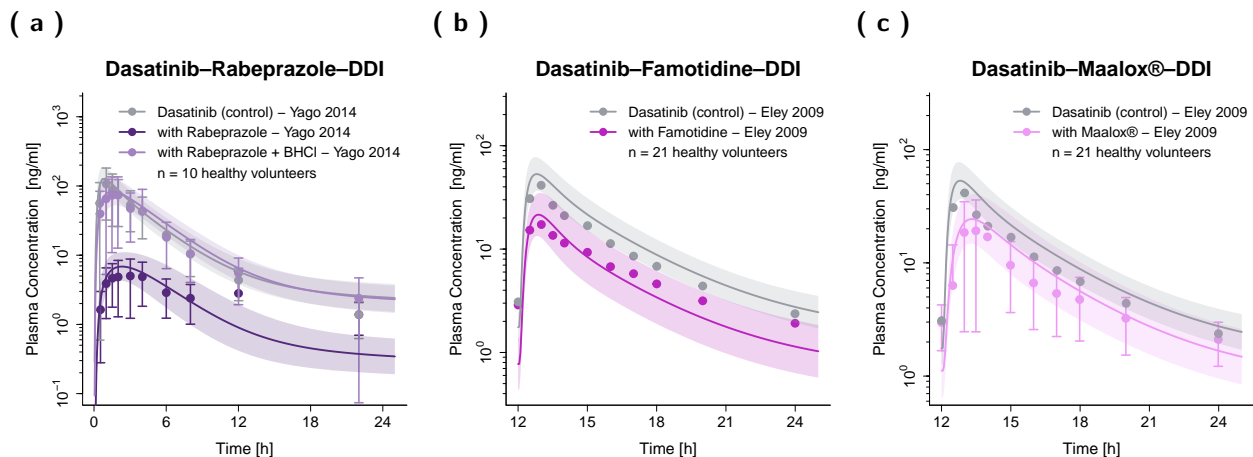 ( a )
Dasatinib–Rabeprazole–DDI
Dasatinib (control) – Yago 2014
with Rabeprazole – Yago 2014
with Rabeprazole + BHCl – Yago 2014
n = 10 healthy volunteers
Plasma Concentration [ng/ml]
10³
10²
10¹
10⁰
10⁻¹
0 6 12 18 24
Time [h]
( b )
Dasatinib–Famotidine–DDI
Dasatinib (control) – Eley 2009
with Famotidine – Eley 2009
n = 21 healthy volunteers
Plasma Concentration [ng/ml]
10²
10¹
10⁰
12 15 18 21 24
Time [h]
( c )
Dasatinib–Maalox®–DDI
Dasatinib (control) – Eley 2009
with Maalox® – Eley 2009
n = 21 healthy volunteers
Plasma Concentration [ng/ml]
10²
10¹
10⁰
12 15 18 21 24
Time [h]